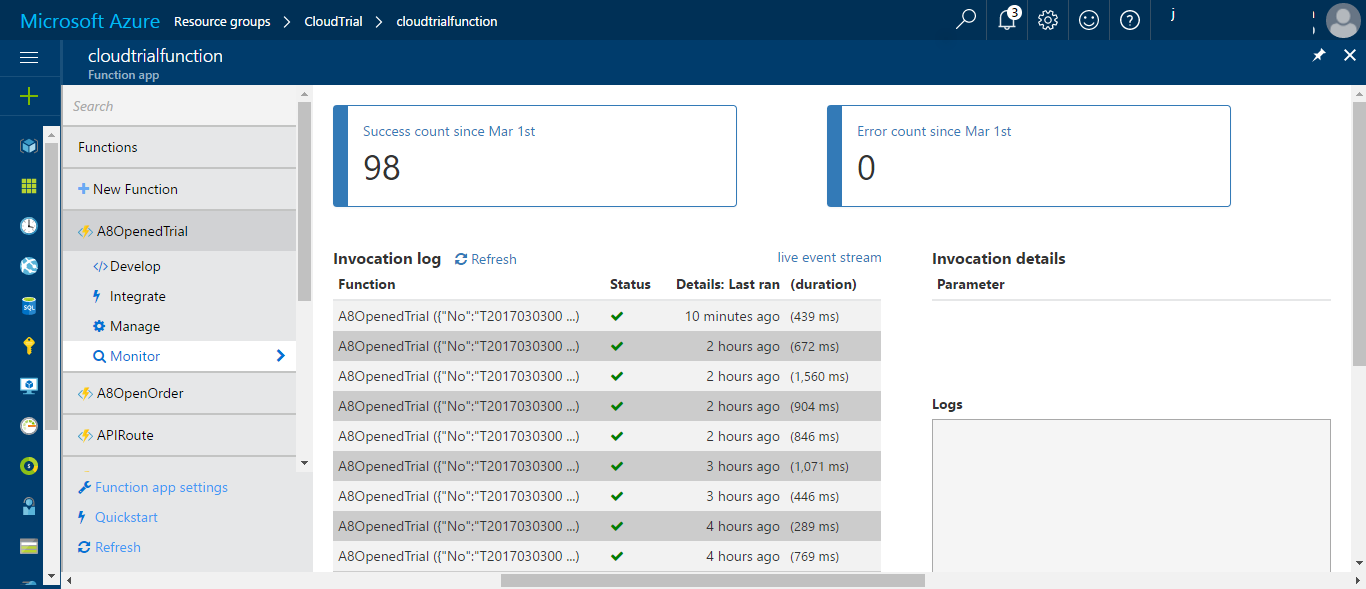 Microsoft Azure Resource groups > CloudTrial > cloudtrialfunction 3 j
cloudtrialfunction
Function app
Search
Functions
New Function
A8OpenedTrial
</> Develop
Integrate
Manage
Monitor
A8OpenOrder
APIRoute
Function app settings
Quickstart
Refresh
SQL
Success count since Mar 1st
98
Error count since Mar 1st
0
Invocation log Refresh live event stream
Function Status Details: Last ran (duration)
A8OpenedTrial ({"No":"T2017030300 ...) 10 minutes ago (439 ms)
A8OpenedTrial ({"No":"T2017030300 ...) 2 hours ago (672 ms)
A8OpenedTrial ({"No":"T2017030300 ...) 2 hours ago (1,560 ms)
A8OpenedTrial ({"No":"T2017030300 ...) 2 hours ago (904 ms)
A8OpenedTrial ({"No":"T2017030300 ...) 2 hours ago (846 ms)
A8OpenedTrial ({"No":"T2017030300 ...) 3 hours ago (1,071 ms)
A8OpenedTrial ({"No":"T2017030300 ...) 3 hours ago (446 ms)
A8OpenedTrial ({"No":"T2017030300 ...) 4 hours ago (289 ms)
A8OpenedTrial ({"No":"T2017030300 ...) 4 hours ago (769 ms)
Invocation details
Parameter
Logs